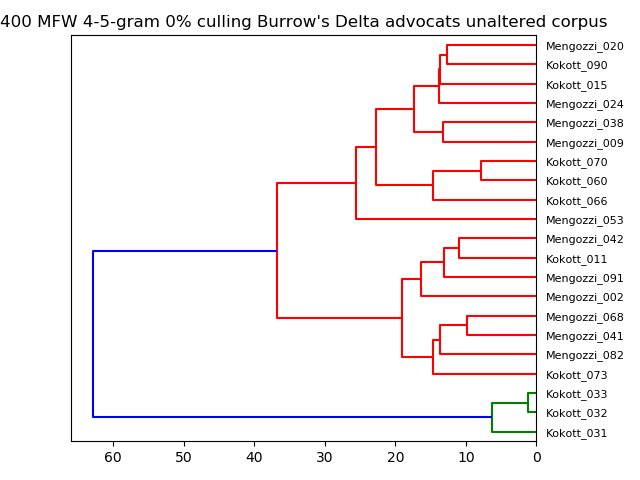 400 MFW 4-5-gram 0% culling Burrow's Delta advocats unaltered corpus
Mengozzi_020
Kokott_090
Kokott_015
Mengozzi_024
Mengozzi_038
Mengozzi_009
Kokott_070
Kokott_060
Kokott_066
Mengozzi_053
Mengozzi_042
Kokott_011
Mengozzi_091
Mengozzi_002
Mengozzi_068
Mengozzi_041
Mengozzi_082
Kokott_073
Kokott_033
Kokott_032
Kokott_031
60 50 40 30 20 10 0